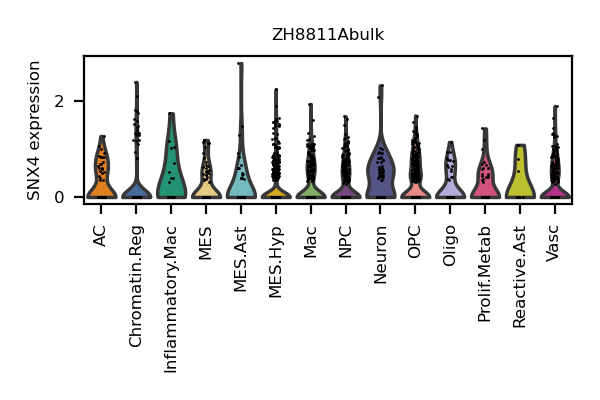 ZH8811Abulk
SNX4 expression
2
0
AC
Chromatin.Reg
Inflammatory.Mac
MES
MES.Ast
MES.Hyp
Mac
NPC
Neuron
OPC
Oligo
Prolif.Metab
Reactive.Ast
Vasc